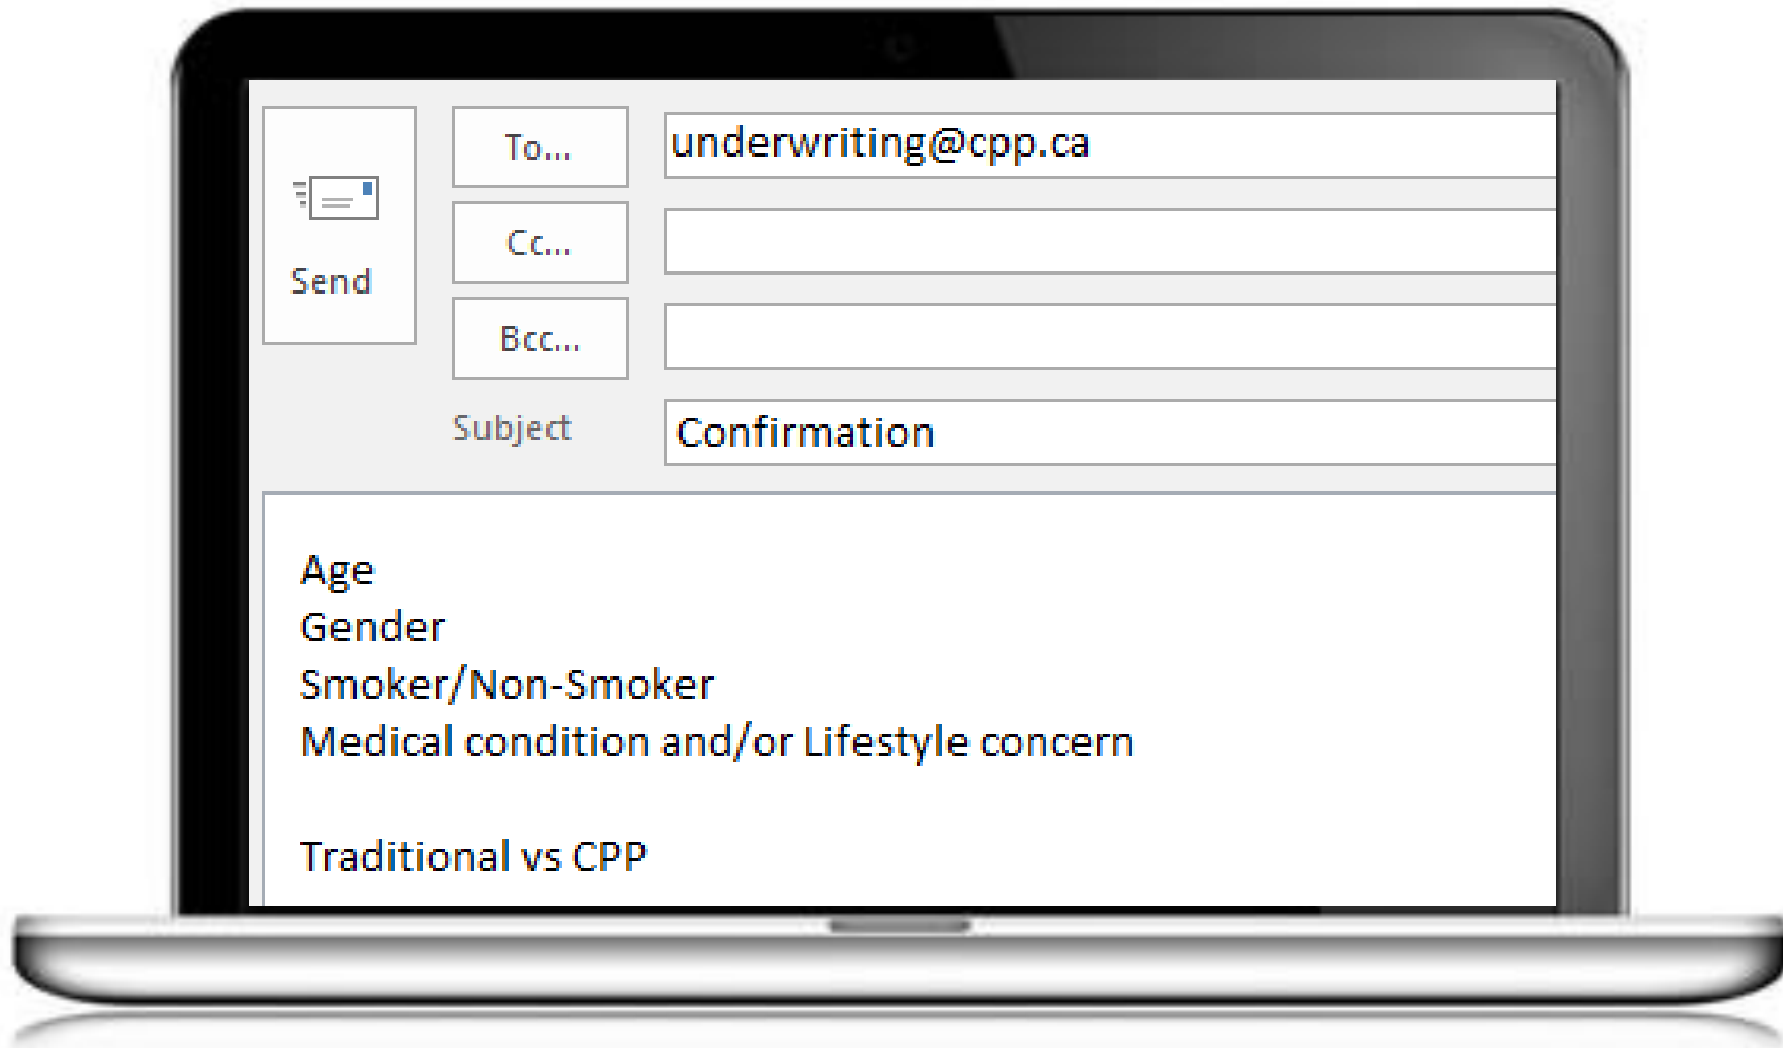 To...
underwriting@cpp.ca
Cc...
Send
Bcc...
Subject
Confirmation
Age
Gender
Smoker/Non-Smoker
Medical condition and/or Lifestyle concern
Traditional vs CPP